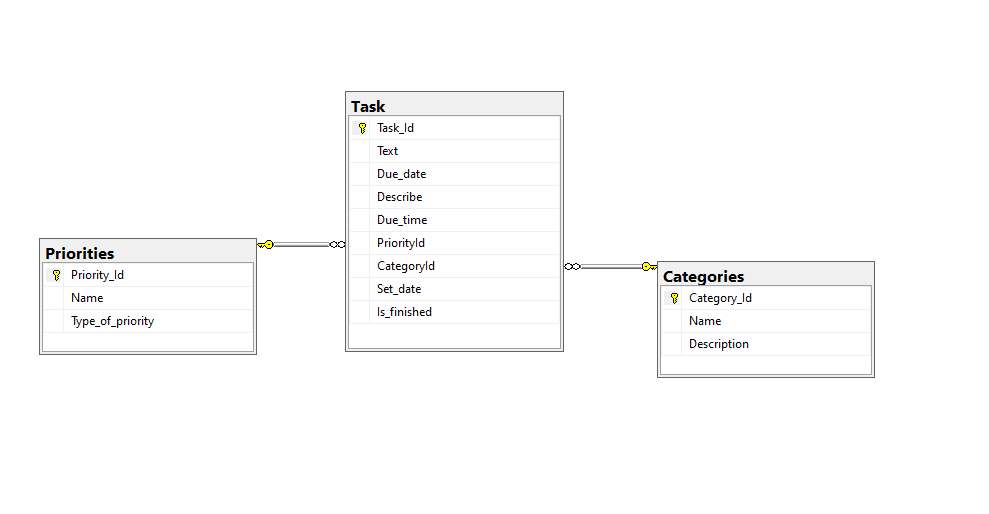 Task
Task_Id
Text
Due_date
Describe
Due_time
PriorityId
CategoryId
Set_date
Is_finished
Priorities
Priority_Id
Name
Type_of_priority
Categories
Category_Id
Name
Description